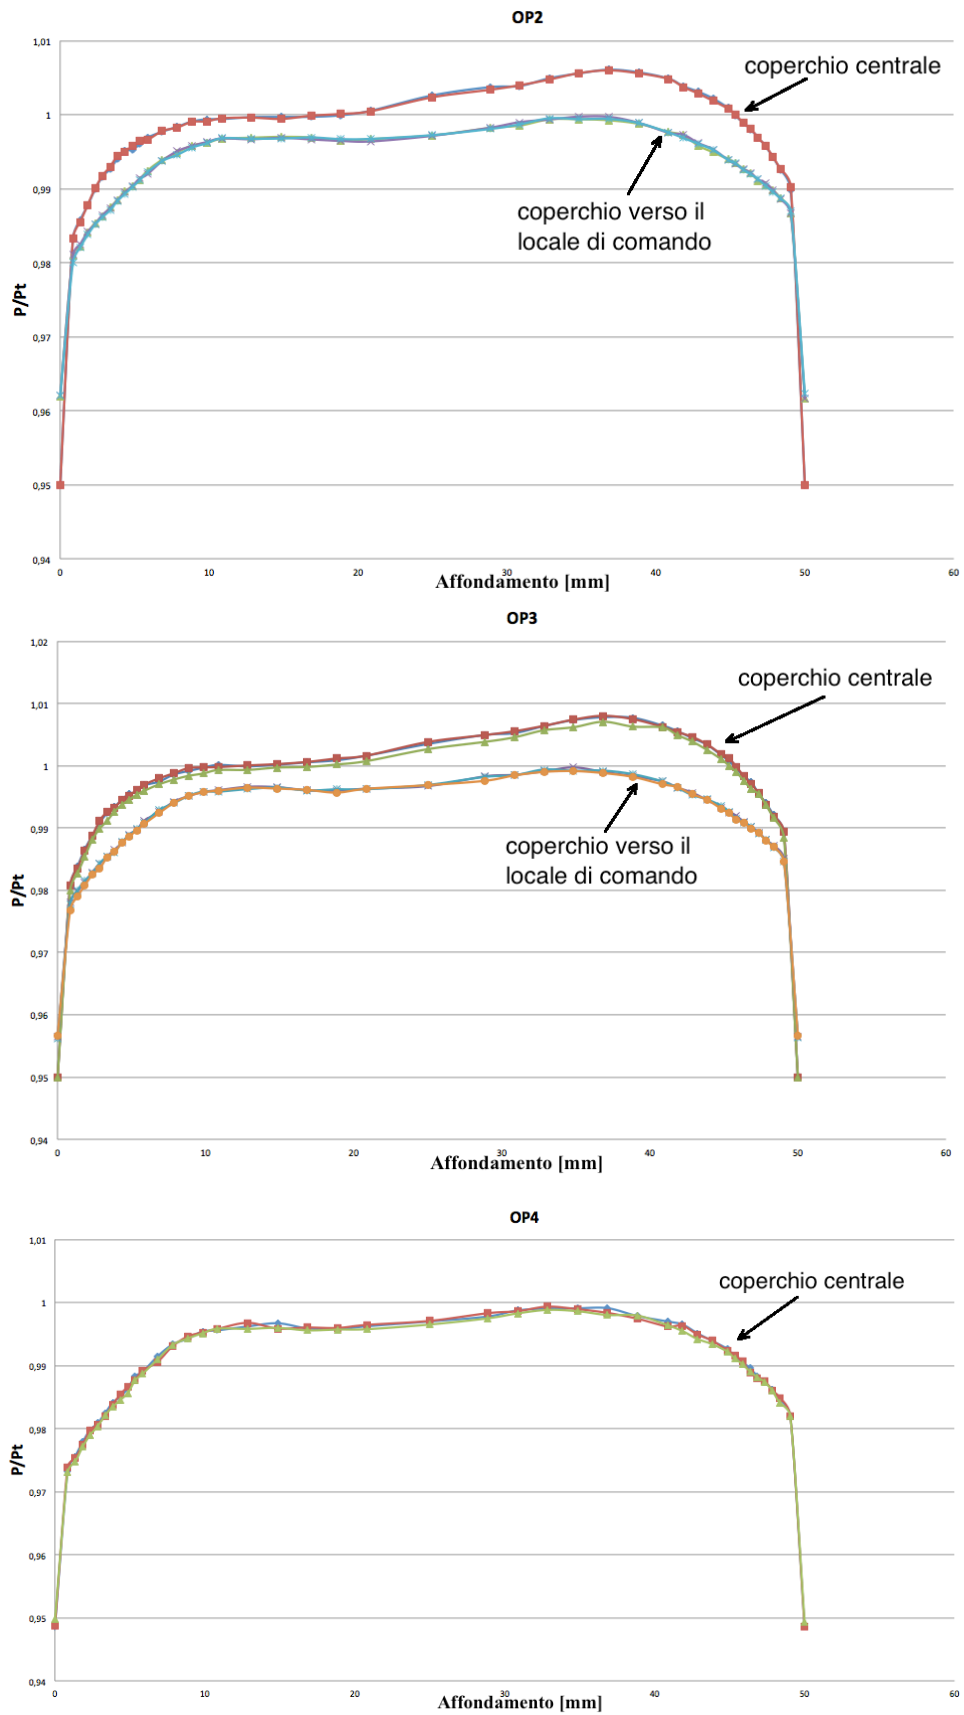 OP2
1,01
coperchio centrale
1
0,99
coperchio verso il
locale di comando
0,98
P/Pt
0,97
0,96
0,95
0,94
0
10
20
30
40
50
60
Affondamento [mm]
OP3
1,02
coperchio centrale
1,01
1
0,99
coperchio verso il
locale di comando
0,98
P/Pt
0,97
0,96
0,95
0,94
0
10
20
30
40
50
60
Affondamento [mm]
OP4
1,01
coperchio centrale
1
0,99
0,98
P/Pt
0,97
0,96
0,95
0,94
0
10
20
30
40
50
60
Affondamento [mm]